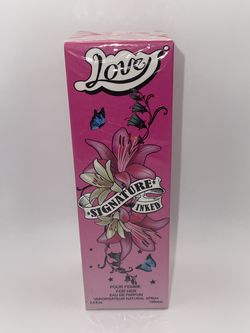 Love
SIGNATURE
INKED
POUR FEMME
FOR HER
EAU DE PARFUM
VAPORISATEUR NATURAL SPRAY